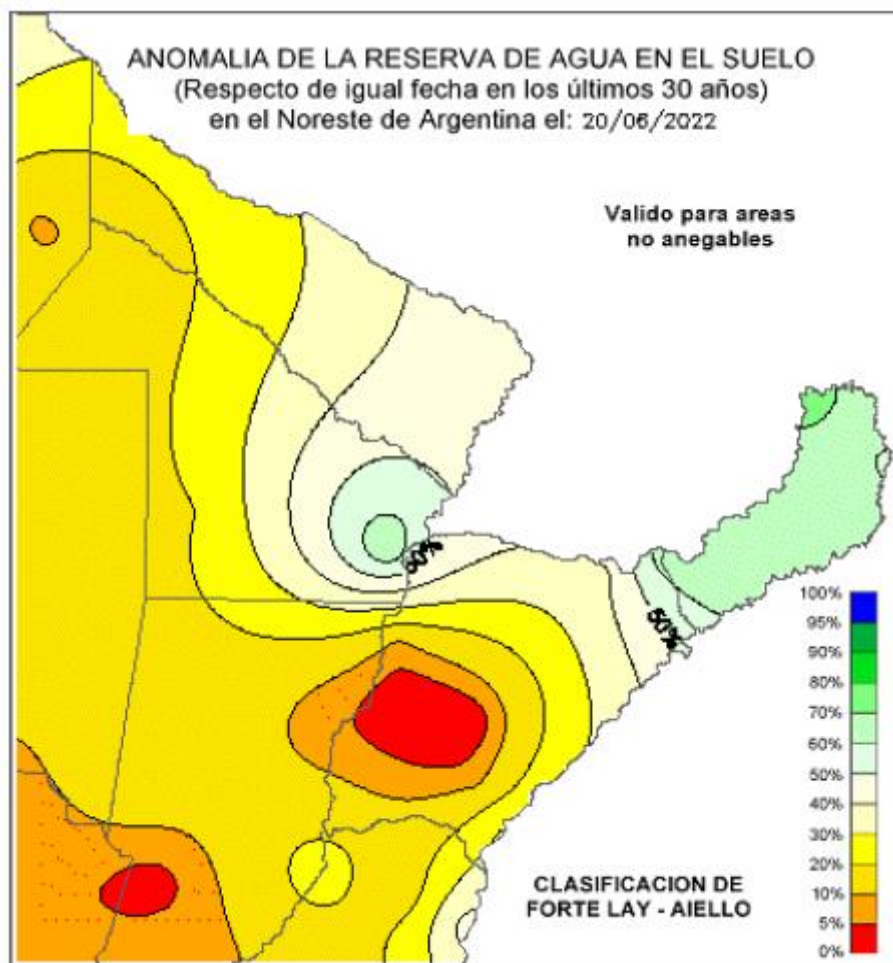 ANOMALIA DE LA RESERVA DE AGUA EN EL SUELO
(Respecto de igual fecha en los últimos 30 años)
en el Noreste de Argentina el: 20/06/2022
Valido para areas
no anegables
50%
100%
95%
90%
80%
70%
60%
50%
40%
30%
20%
10%
5%
0%
CLASIFICACION DE
FORTE LAY - AIELLO